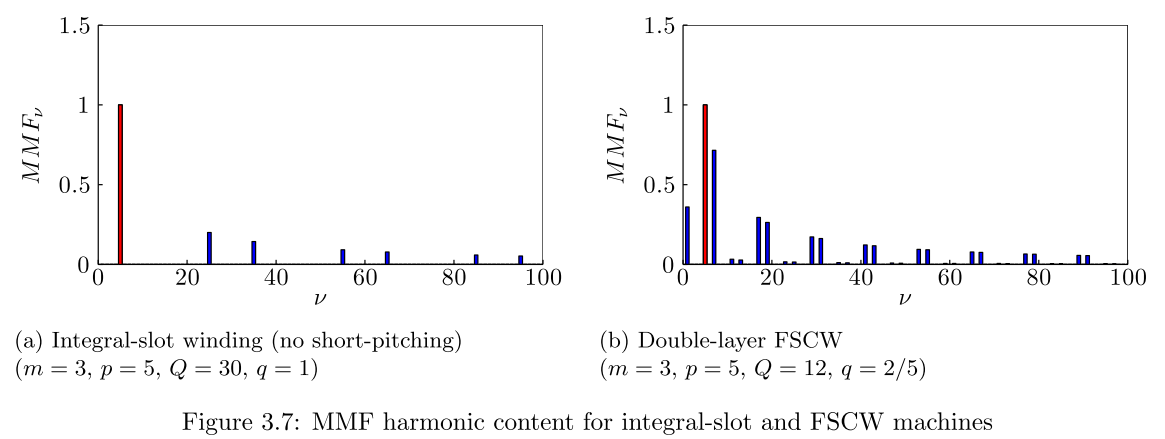 1.5
1
0.5
0
0 20 40 60 80 100
MMFν
ν
(a) Integral-slot winding (no short-pitching)
(m = 3, p = 5, Q = 30, q = 1)
1.5
1
0.5
0
0 20 40 60 80 100
MMFν
ν
(b) Double-layer FSCW
(m = 3, p = 5, Q = 12, q = 2/5)
Figure 3.7: MMF harmonic content for integral-slot and FSCW machines